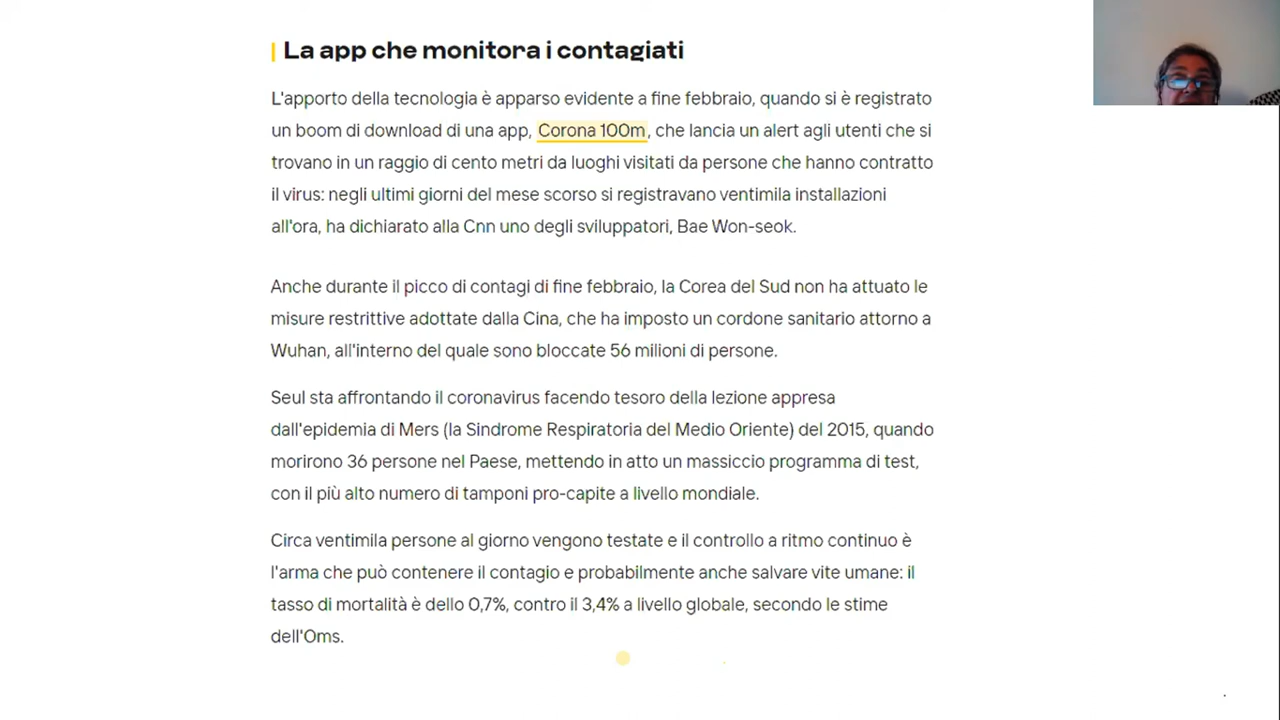 La app che monitora i contagiati
L'apporto della tecnologia è apparso evidente a fine febbraio, quando si è registrato
un boom di download di una app, Corona 100m, che lancia un alert agli utenti che si
trovano in un raggio di cento metri da luoghi visitati da persone che hanno contratto
il virus: negli ultimi giorni del mese scorso si registravano ventimila installazioni
all'ora, ha dichiarato alla Cnn uno degli sviluppatori, Bae Won-seok.
Anche durante il picco di contagi di fine febbraio, la Corea del Sud non ha attuato le
misure restrittive adottate dalla Cina, che ha imposto un cordone sanitario attorno a
Wuhan, all'interno del quale sono bloccate 56 milioni di persone.
Seul sta affrontando il coronavirus facendo tesoro della lezione appresa
dall'epidemia di Mers (la Sindrome Respiratoria del Medio Oriente) del 2015, quando
morirono 36 persone nel Paese, mettendo in atto un massiccio programma di test,
con il più alto numero di tamponi pro-capite a livello mondiale.
Circa ventimila persone al giorno vengono testate e il controllo a ritmo continuo è
l'arma che può contenere il contagio e probabilmente anche salvare vite umane: il
tasso di mortalità è dello 0,7%, contro il 3,4% a livello globale, secondo le stime
dell'Oms.